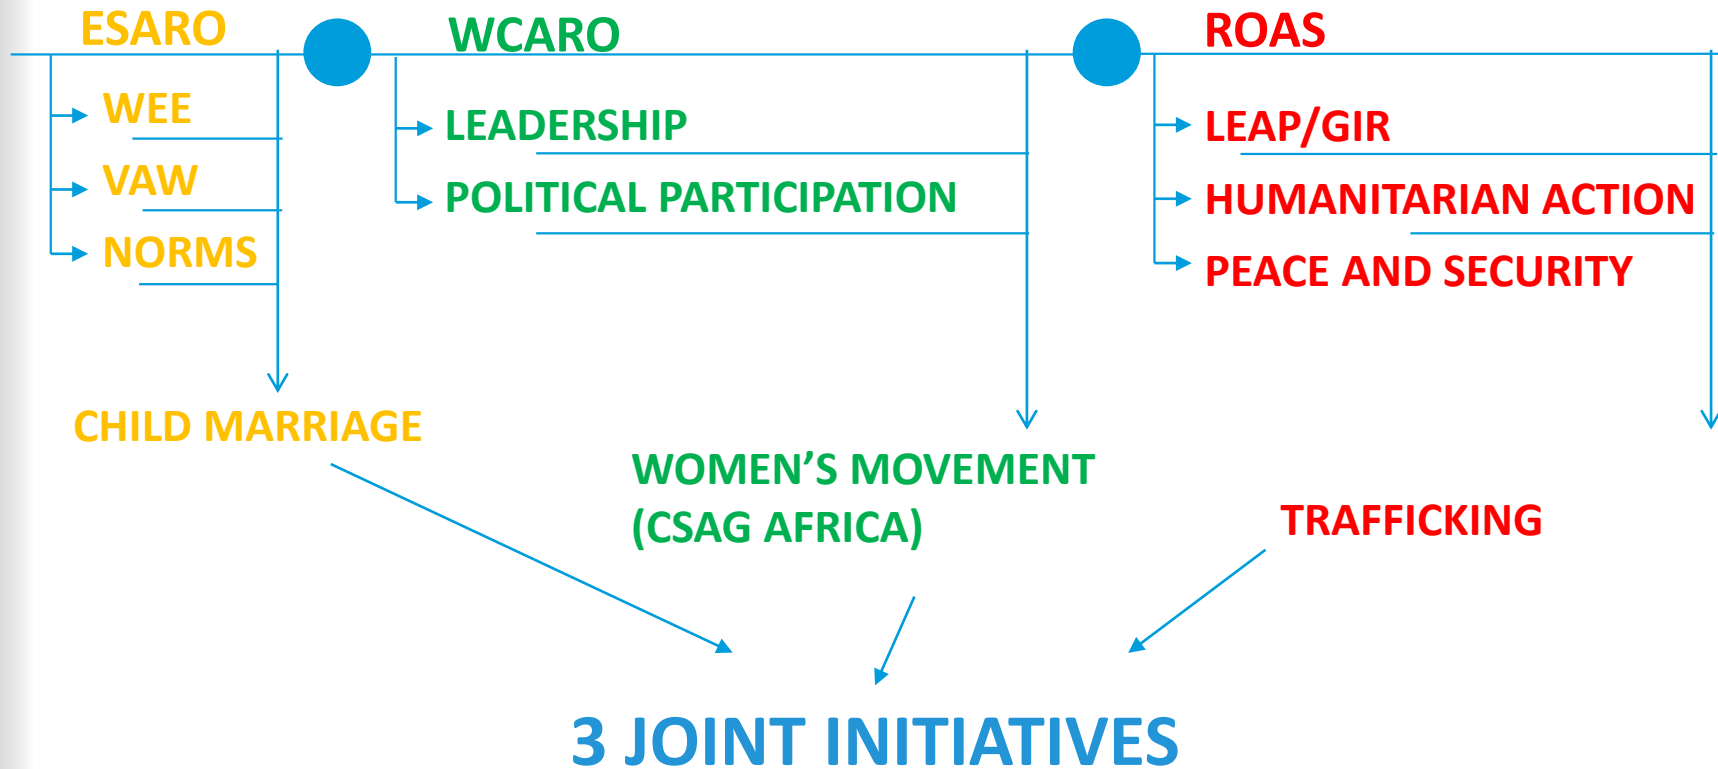 ESARO
WEE
VAW
NORMS
CHILD MARRIAGE
WCARO
LEADERSHIP
POLITICAL PARTICIPATION
WOMEN’S MOVEMENT
(CSAG AFRICA)
ROAS
LEAP/GIR
HUMANITARIAN ACTION
PEACE AND SECURITY
TRAFFICKING
3 JOINT INITIATIVES